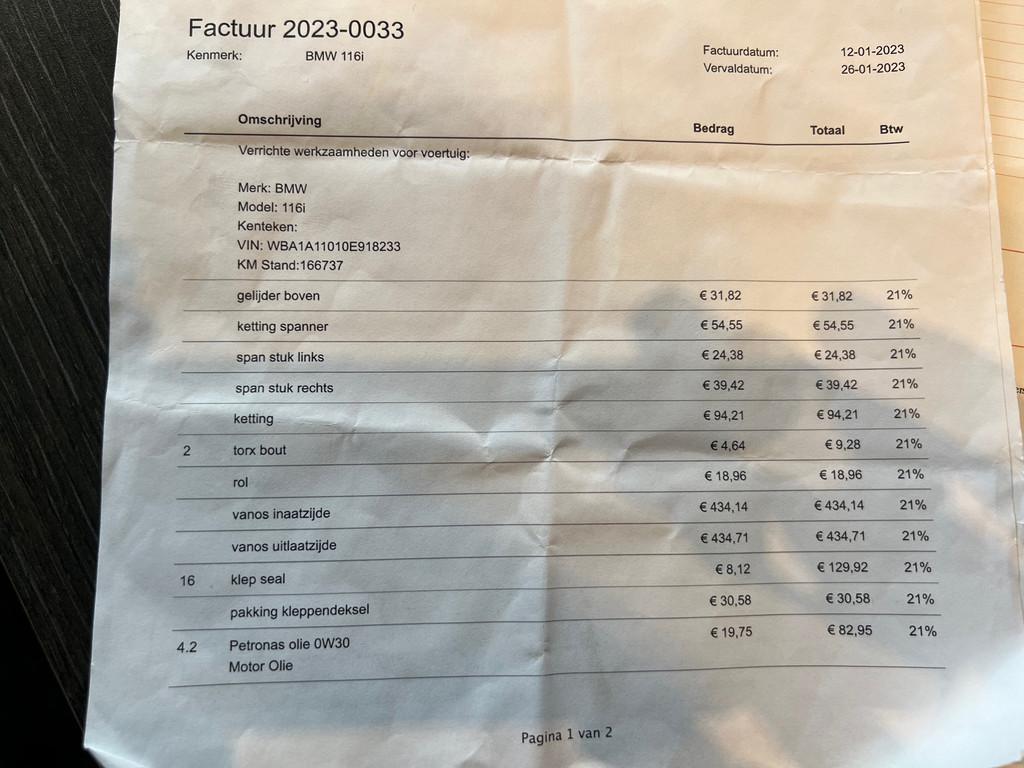 Factuur 2023-0033
Kenmerk: BMW 116i
Factuurdatum: 12-01-2023
Vervaldatum: 26-01-2023
Omschrijving Bedrag Totaal Btw
Verrichte werkzaamheden voor voertuig:
Merk: BMW
Model: 116i
Kenteken:
VIN: WBA1A11010E918233
KM Stand:166737
gelijder boven € 31,82 € 31,82 21%
ketting spanner € 54,55 € 54,55 21%
span stuk links € 24,38 € 24,38 21%
span stuk rechts € 39,42 € 39,42 21%
ketting € 94,21 € 94,21 21%
2 torx bout € 4,64 € 9,28 21%
rol € 18,96 € 18,96 21%
vanos inaatzijde € 434,14 € 434,14 21%
vanos uitlaatzijde € 434,71 € 434,71 21%
16 klep seal € 8,12 € 129,92 21%
pakking kleppendeksel € 30,58 € 30,58 21%
4.2 Petronas olie 0W30 € 19,75 € 82,95 21%
Motor Olie
Pagina 1 van 2